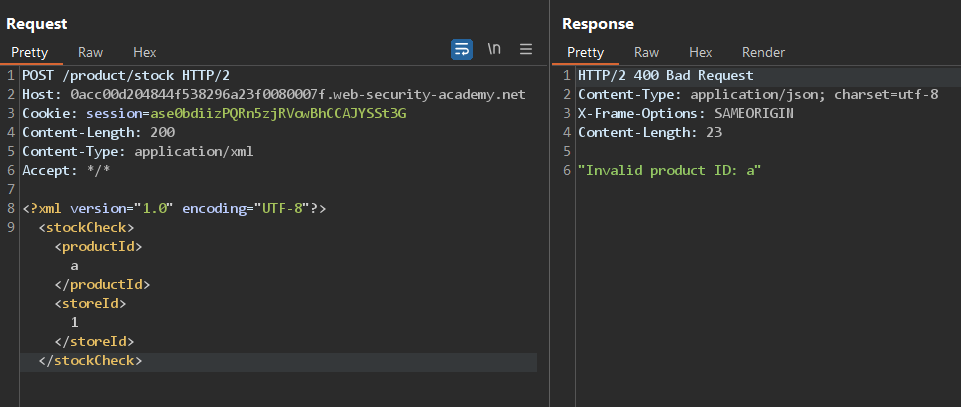 Request
Pretty Raw Hex
\n
1 POST /product/stock HTTP/2
2 Host: 0acc00d204844f538296a23f0080007f.web-security-academy.net
3 Cookie: session=ase0bdiizPQRn5zjRVowBhCCAJYSSt3G
4 Content-Length: 200
5 Content-Type: application/xml
6 Accept: */*
7
8 <?xml version="1.0" encoding="UTF-8"?>
9 <stockCheck>
<productId>
a
</productId>
<storeId>
1
</storeId>
</stockCheck>
Response
Pretty Raw Hex Render
1 HTTP/2 400 Bad Request
2 Content-Type: application/json; charset=utf-8
3 X-Frame-Options: SAMEORIGIN
4 Content-Length: 23
5
6 "Invalid product ID: a"